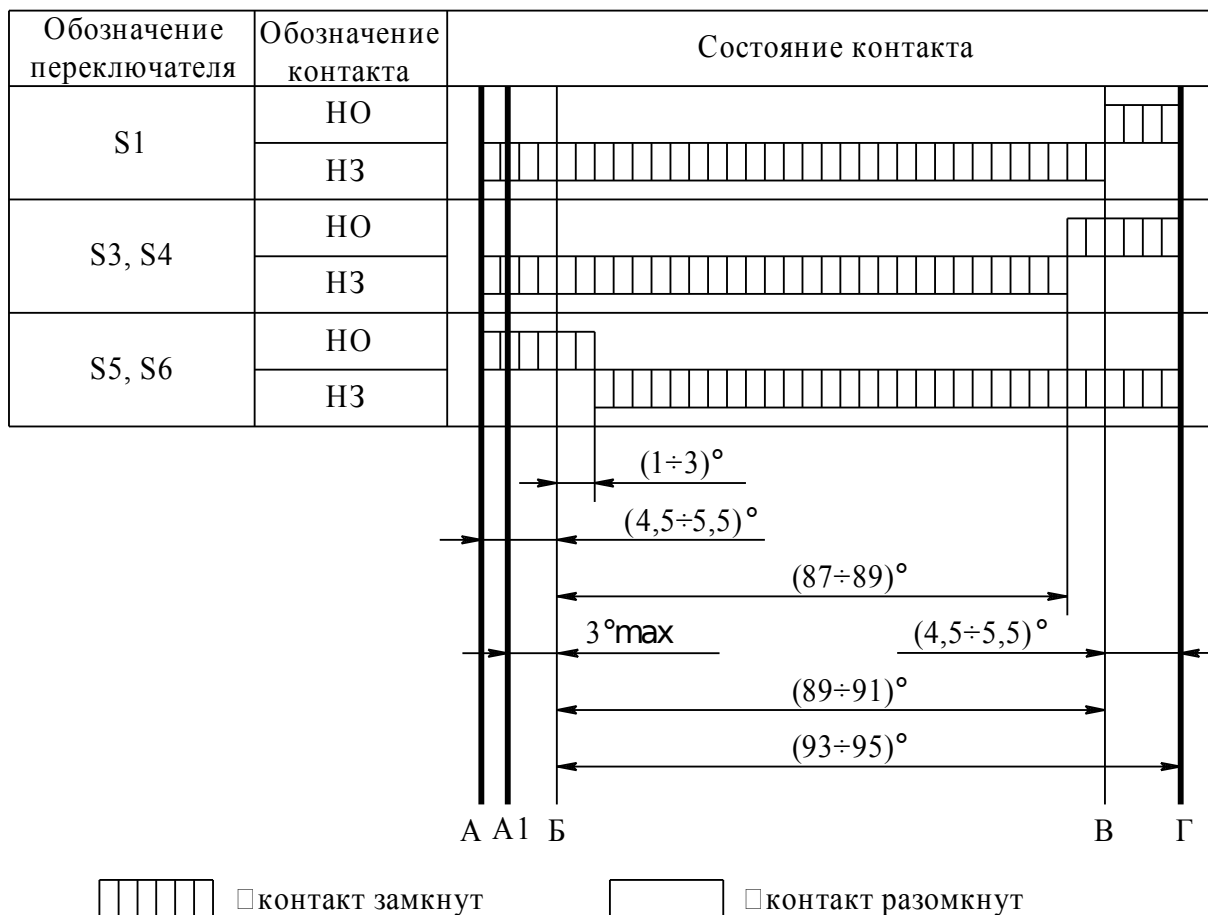 Обозначение переключателя
Обозначение контакта
Состояние контакта
S1
НО
НЗ
S3, S4
НО
НЗ
S5, S6
НО
НЗ
(1÷3)°
(4,5÷5,5)°
(87÷89)°
3°max
(4,5÷5,5)°
(89÷91)°
(93÷95)°
А А1 Б В Г
контакт замкнут
контакт разомкнут